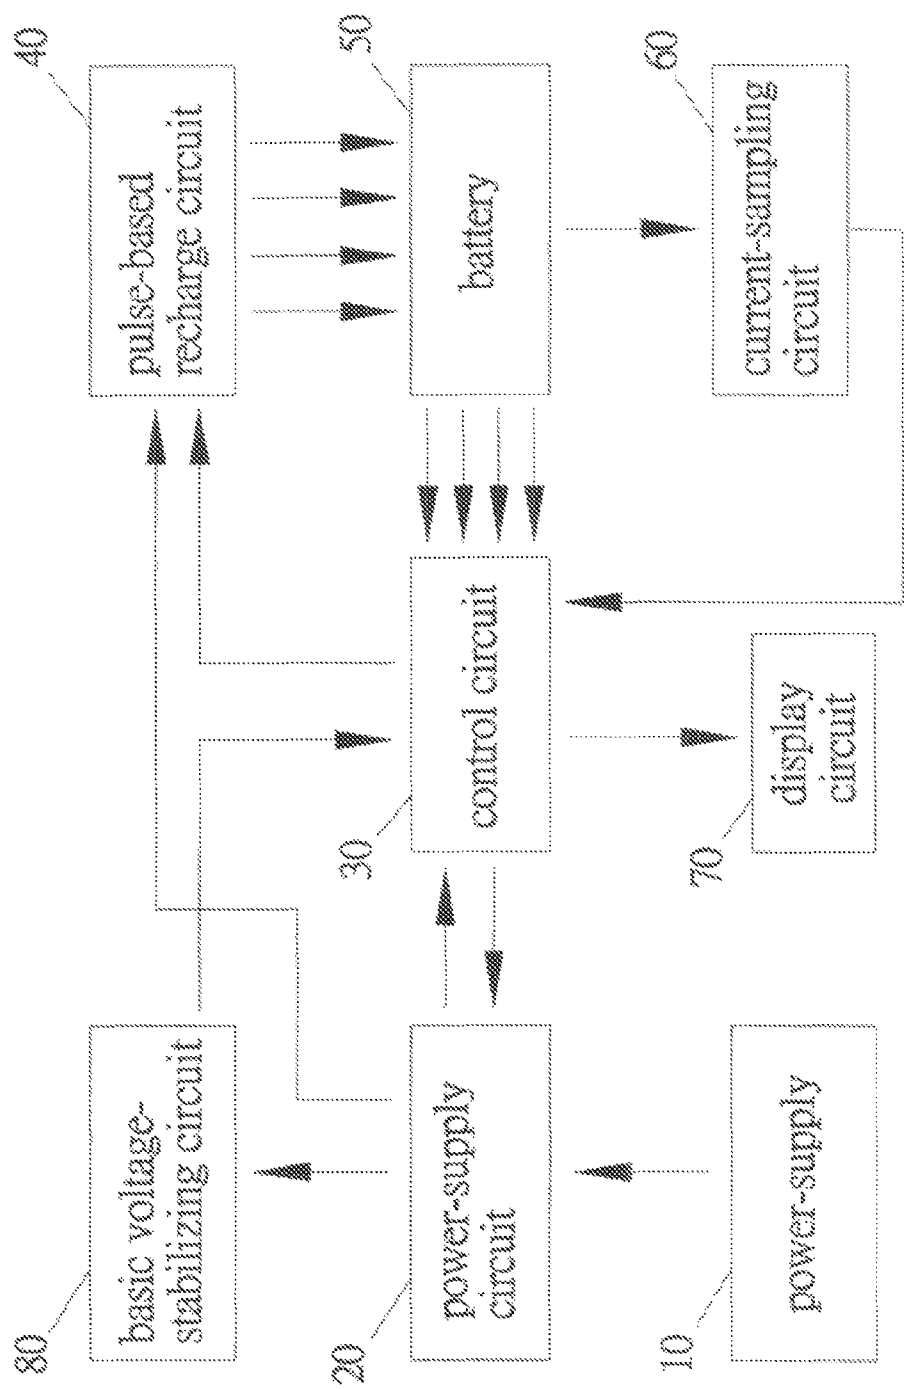 80
basic voltage-
stabilizing circuit
40
pulse-based
recharge circuit
20
power-supply
circuit
30
control circuit
50
battery
10
power-supply
70
display
circuit
60
current-sampling
circuit